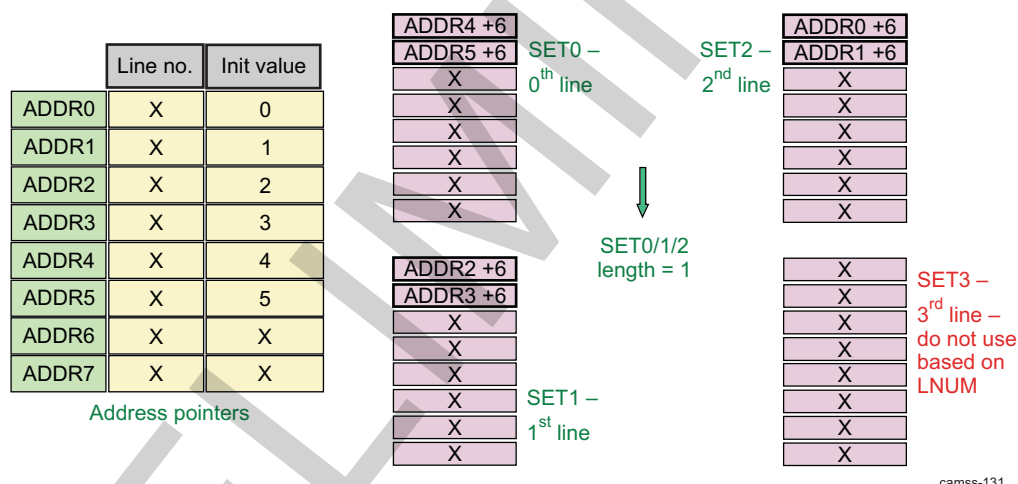 Line no. Init value
ADDR0 X 0
ADDR1 X 1
ADDR2 X 2
ADDR3 X 3
ADDR4 X 4
ADDR5 X 5
ADDR6 X X
ADDR7 X X
Address pointers
ADDR4 +6
ADDR5 +6
X
X
X
X
X
X
SET0 –
0th line
ADDR2 +6
ADDR3 +6
X
X
X
X
X
X
SET1 –
1st line
SET0/1/2
length = 1
SET2 –
2nd line
ADDR0 +6
ADDR1 +6
X
X
X
X
X
X
X
X
X
X
X
X
X
X
SET3 –
3rd line –
do not use
based on
LNUM
camss-131